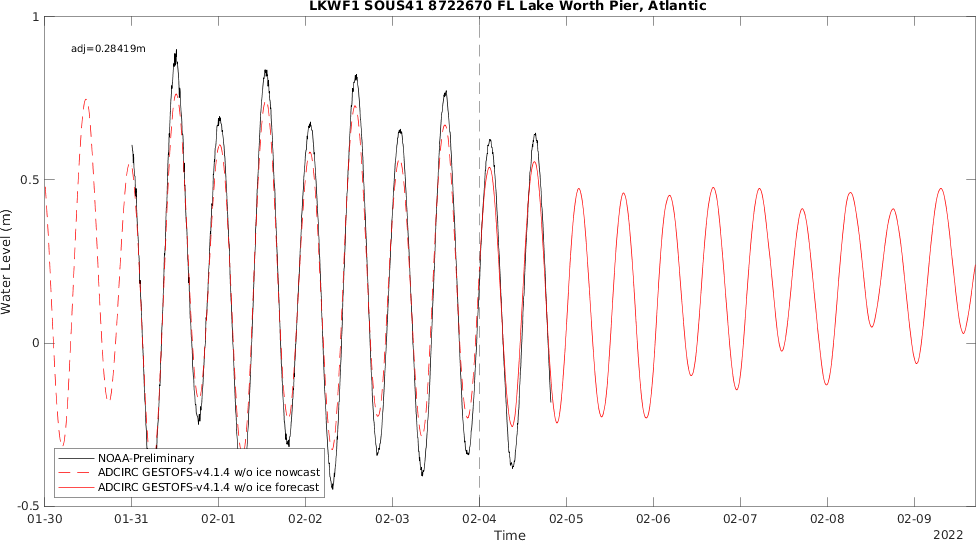 LKWF1 SOUS41 8722670 FL Lake Worth Pier, Atlantic
adj=0.28419m
1
0.5
0
-0.5
Water Level (m)
NOAA-Preliminary
ADCIRC GESTOFS-v4.1.4 w/o ice nowcast
ADCIRC GESTOFS-v4.1.4 w/o ice forecast
01-30 01-31 02-01 02-02 02-03 02-04 02-05 02-06 02-07 02-08 02-09
Time
2022